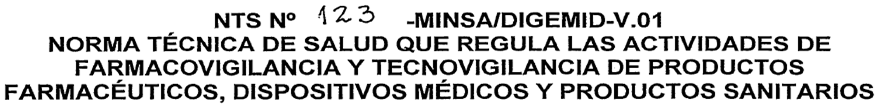 NTS Nº 123 -MINSA/DIGEMID-V.01
NORMA TÉCNICA DE SALUD QUE REGULA LAS ACTIVIDADES DE
FARMACOVIGILANCIA Y TECNOVIGILANCIA DE PRODUCTOS
FARMACÉUTICOS, DISPOSITIVOS MÉDICOS Y PRODUCTOS SANITARIOS